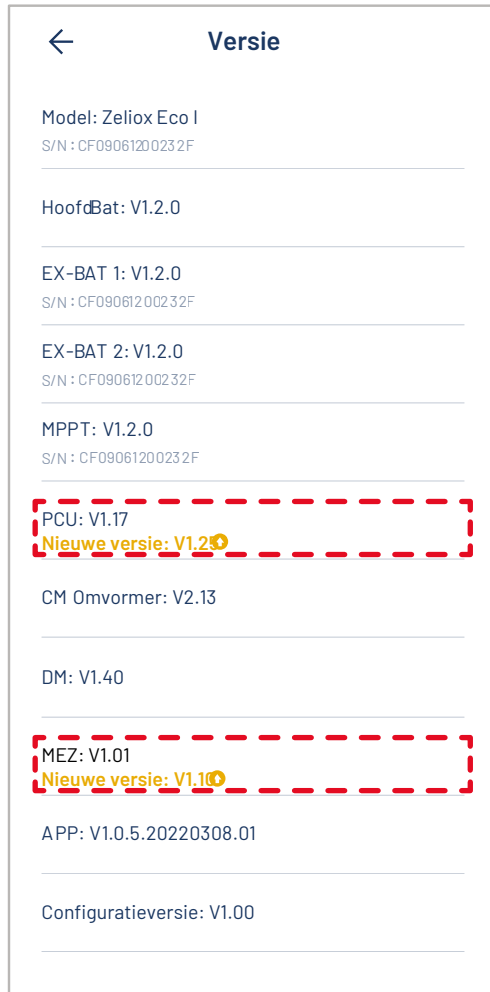 Versie
Model: Zeliox Eco I
S/N : CF09061200232F
HoofdBat: V1.2.0
EX-BAT 1: V1.2.0
S/N : CF09061200232F
EX-BAT 2: V1.2.0
S/N : CF09061200232F
MPPT: V1.2.0
S/N : CF09061200232F
PCU: V1.17
Nieuwe versie: V1.25
CM Omvormer: V2.13
DM: V1.40
MEZ: V1.01
Nieuwe versie: V1.10
APP: V1.0.5.20220308.01
Configuratieversie: V1.00